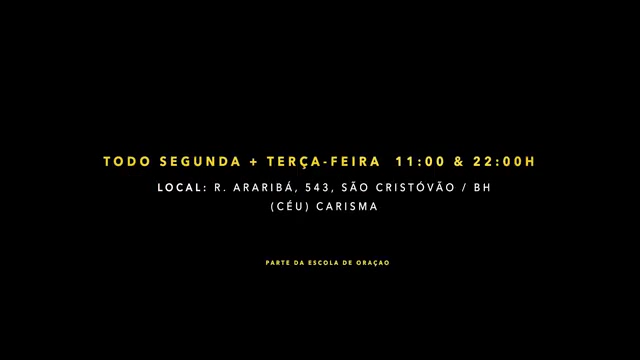 TODO SEGUNDA + TERÇA-FEIRA 11:00 & 22:00H
LOCAL: R. ARARIBÁ, 543, SÃO CRISTÓVÃO / BH
(CÉU) CARISMA
PARTE DA ESCOLA DE ORAÇAO